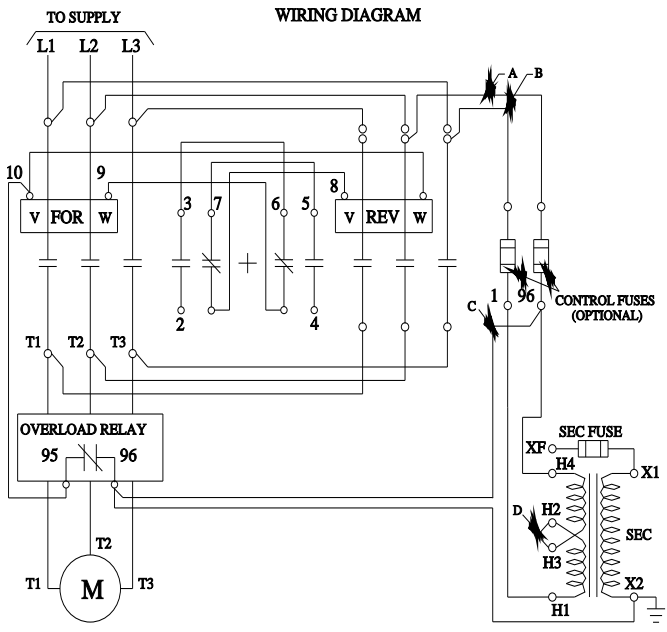 WIRING DIAGRAM
TO SUPPLY
L1 L2 L3
A B
10 9 8
3 7 6 5
V FOR W
V REV W
2 4
1 96
C
CONTROL FUSES
(OPTIONAL)
T1 T2 T3
OVERLOAD RELAY
95 96
SEC FUSE
XF
H4 X1
D H2
SEC
H3
T2
T1 M T3
X2
H1